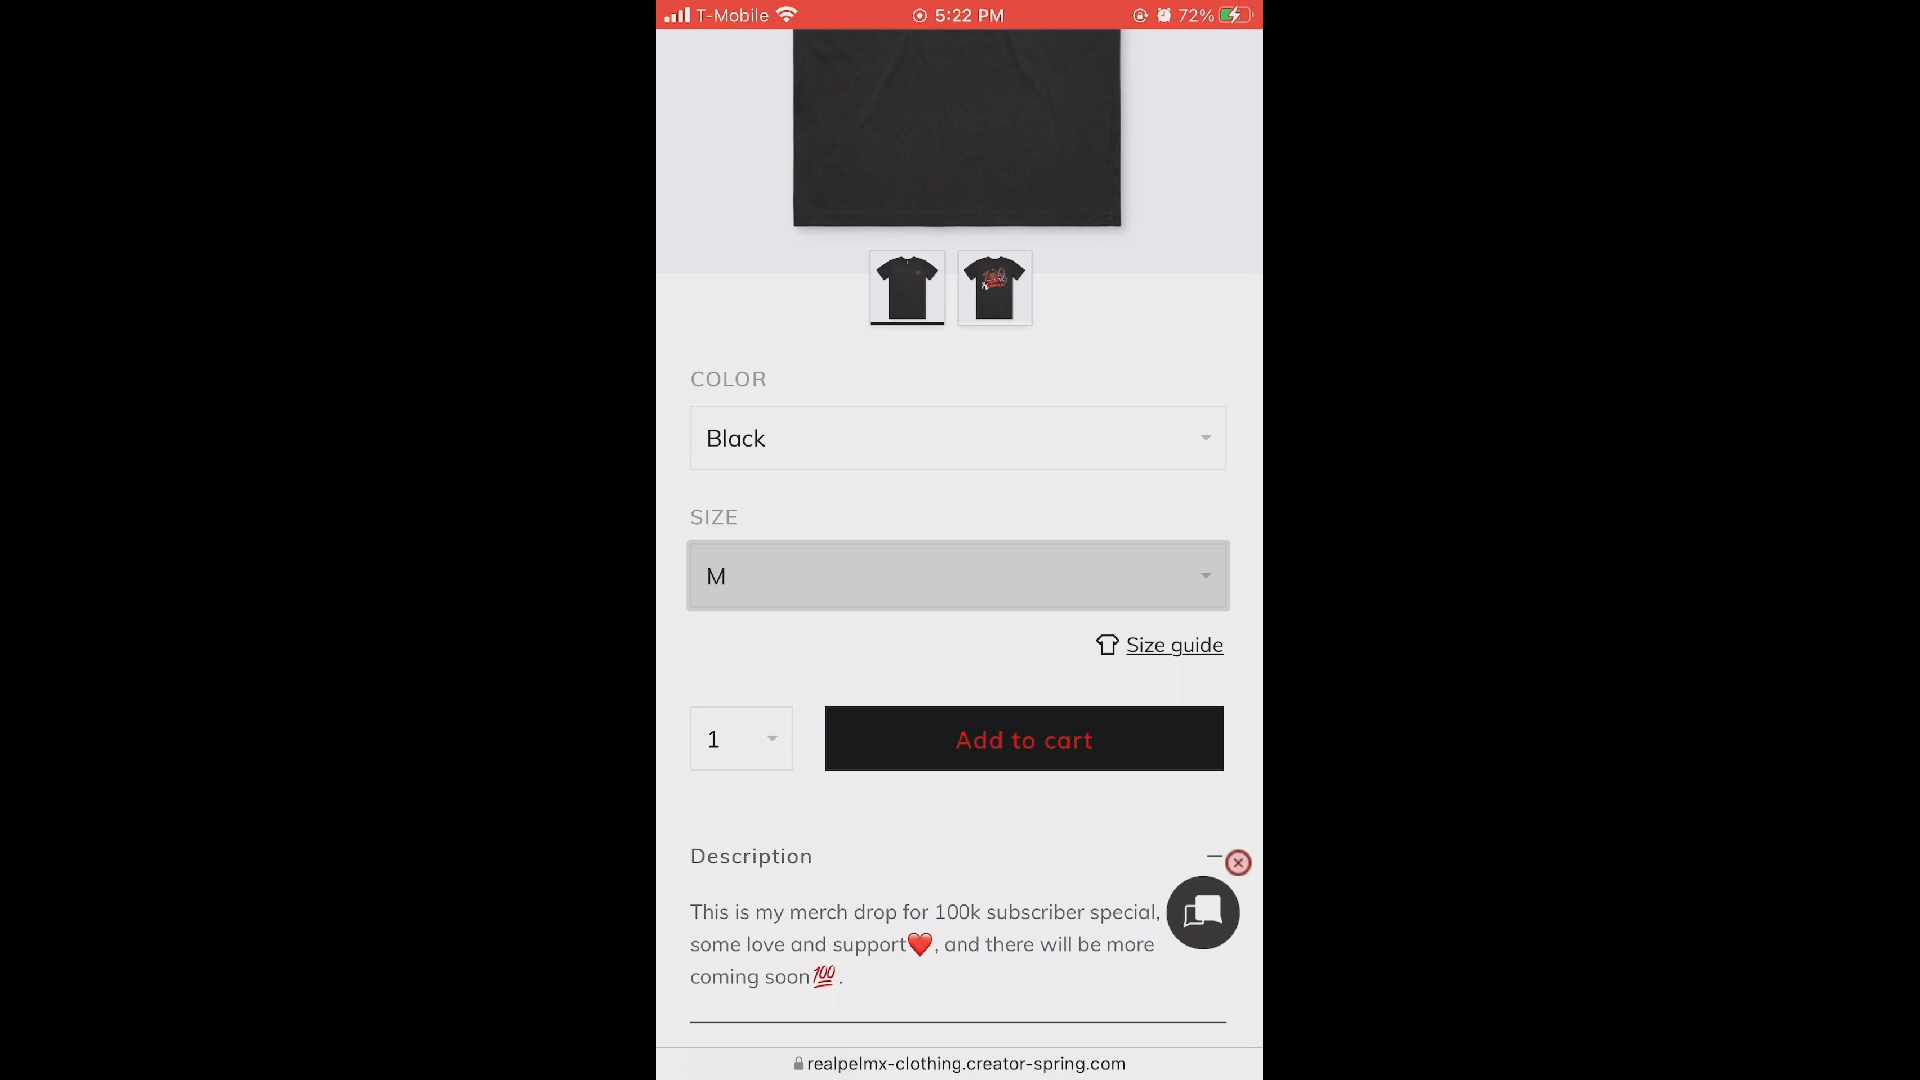 T-Mobile 5:22 PM 72%
COLOR
Black
SIZE
M
Size guide
1 Add to cart
Description
This is my merch drop for 100k subscriber special,
some love and support❤️, and there will be more
coming soon💯.
realpelmx-clothing.creator-spring.com